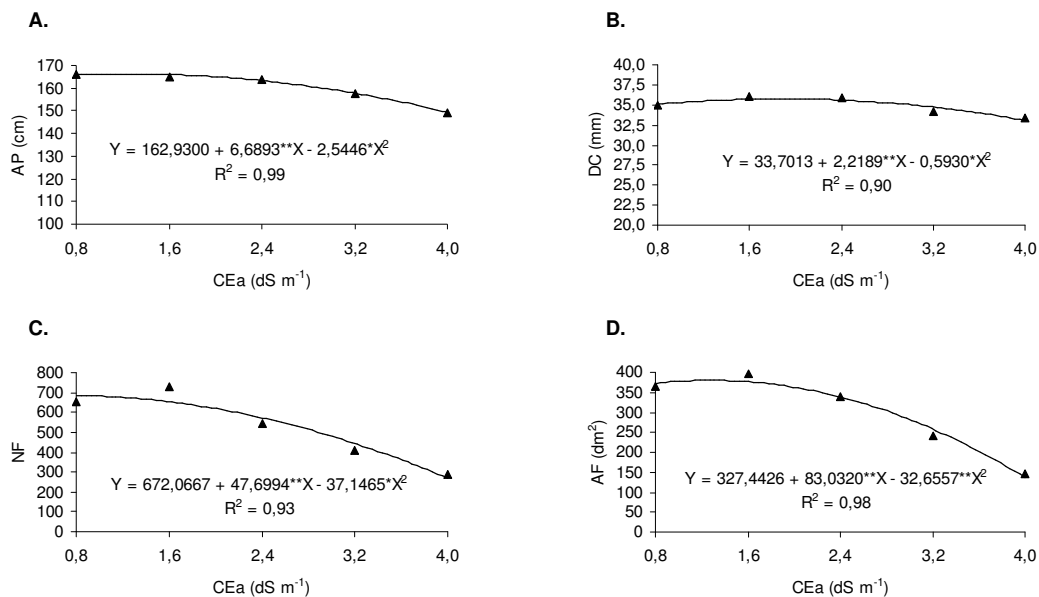 A.
170
160
150
140
130
120
110
100
AP (cm)
Y = 162,9300 + 6,6893**X - 2,5446*X²
R² = 0,99
0,8 1,6 2,4 3,2 4,0
CEa (dS m⁻¹)
B.
40,0
37,5
35,0
32,5
30,0
27,5
25,0
22,5
20,0
DC (mm)
Y = 33,7013 + 2,2189**X - 0,5930*X²
R² = 0,90
0,8 1,6 2,4 3,2 4,0
CEa (dS m⁻¹)
C.
800
700
600
500
400
300
200
100
0
NF
Y = 672,0667 + 47,6994**X - 37,1465*X²
R² = 0,93
0,8 1,6 2,4 3,2 4,0
CEa (dS m⁻¹)
D.
400
350
300
250
200
150
100
50
0
AF (dm²)
Y = 327,4426 + 83,0320**X - 32,6557**X²
R² = 0,98
0,8 1,6 2,4 3,2 4,0
CEa (dS m⁻¹)